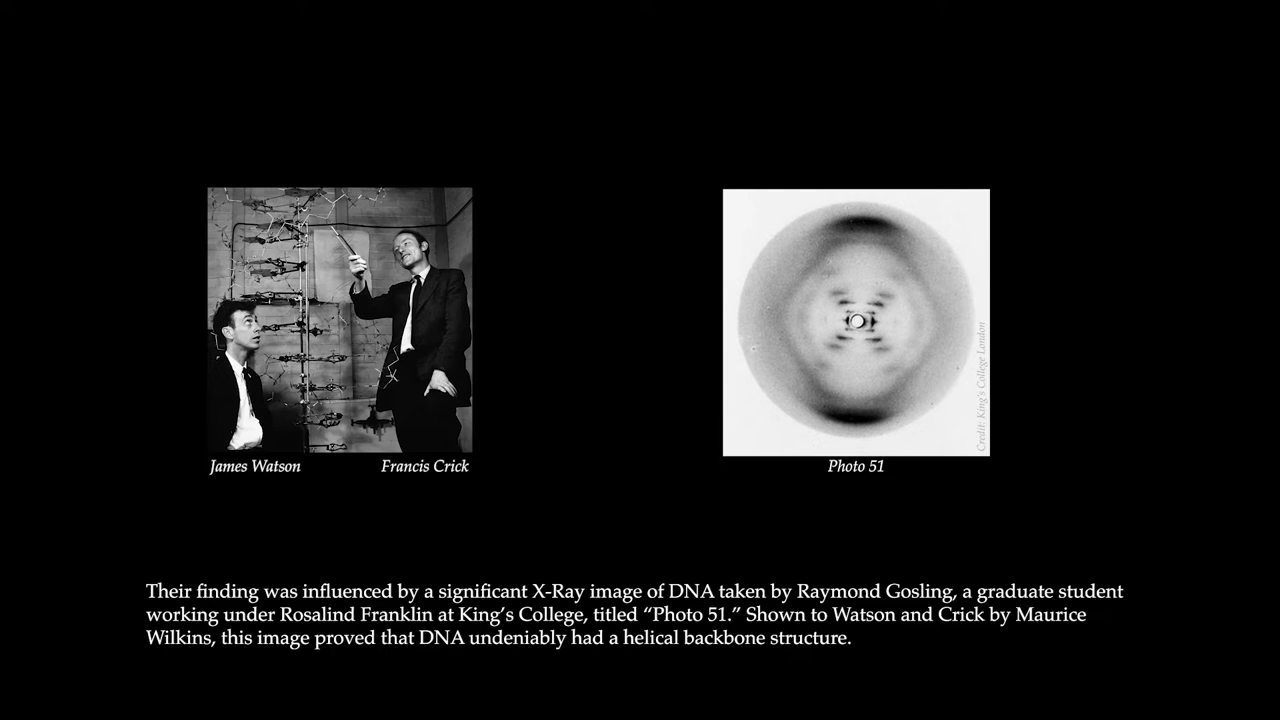 Credit: King's College London
James Watson
Francis Crick
Photo 51
Their finding was influenced by a significant X-Ray image of DNA taken by Raymond Gosling, a graduate student
working under Rosalind Franklin at King’s College, titled “Photo 51.” Shown to Watson and Crick by Maurice
Wilkins, this image proved that DNA undeniably had a helical backbone structure.